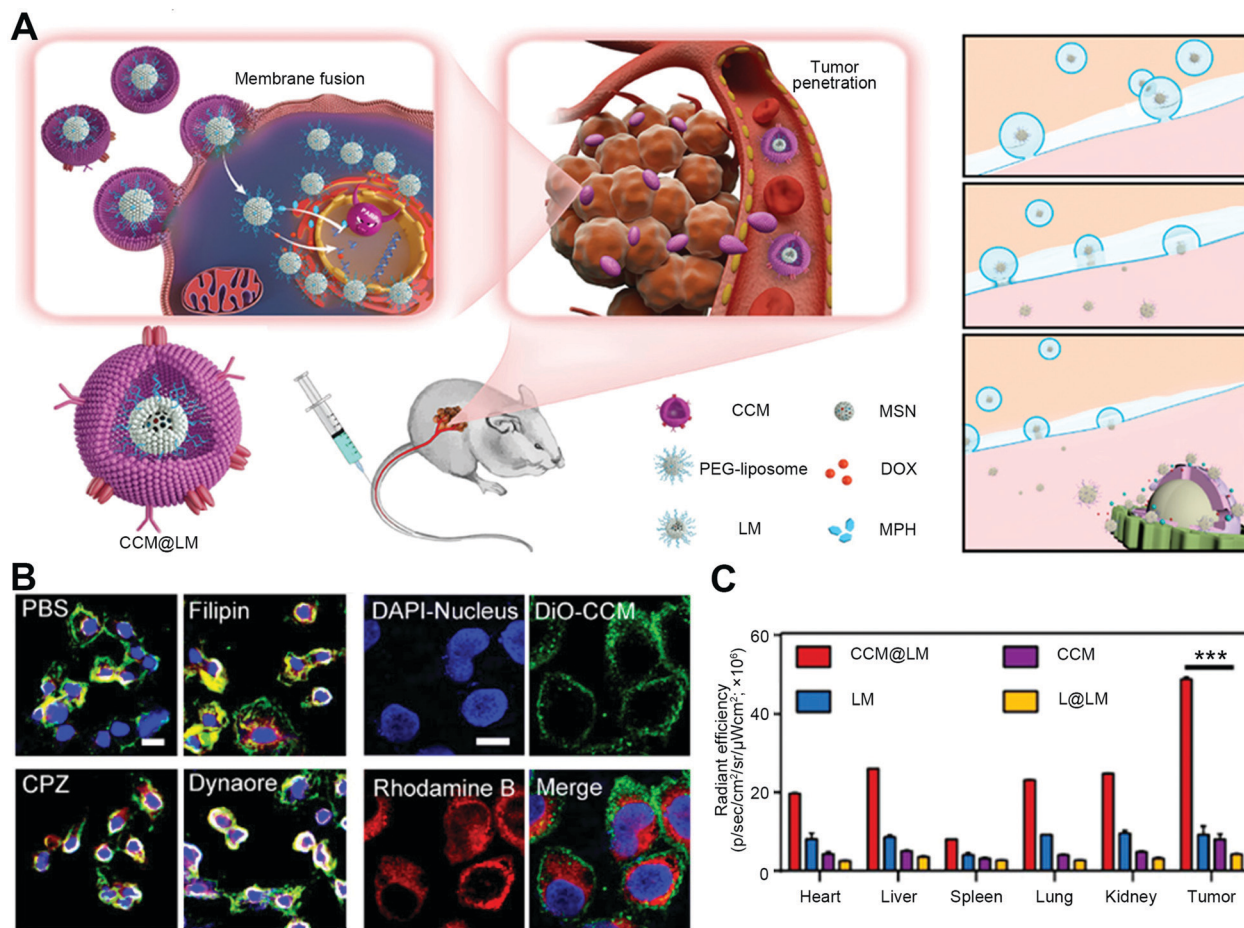 A
Membrane fusion
Tumor
penetration
PARP
CCM@LM
CCM
MSN
PEG-liposome
DOX
LM
MPH
B
PBS
Filipin
DAPI-Nucleus
DiO-CCM
CPZ
Dynaore
Rhodamine B
Merge
C
Radiant efficiency
(p/sec/cm²/sr/µWcm²; ×10⁶)
60
40
20
0
CCM@LM
CCM
LM
L@LM
***
Heart
Liver
Spleen
Lung
Kidney
Tumor